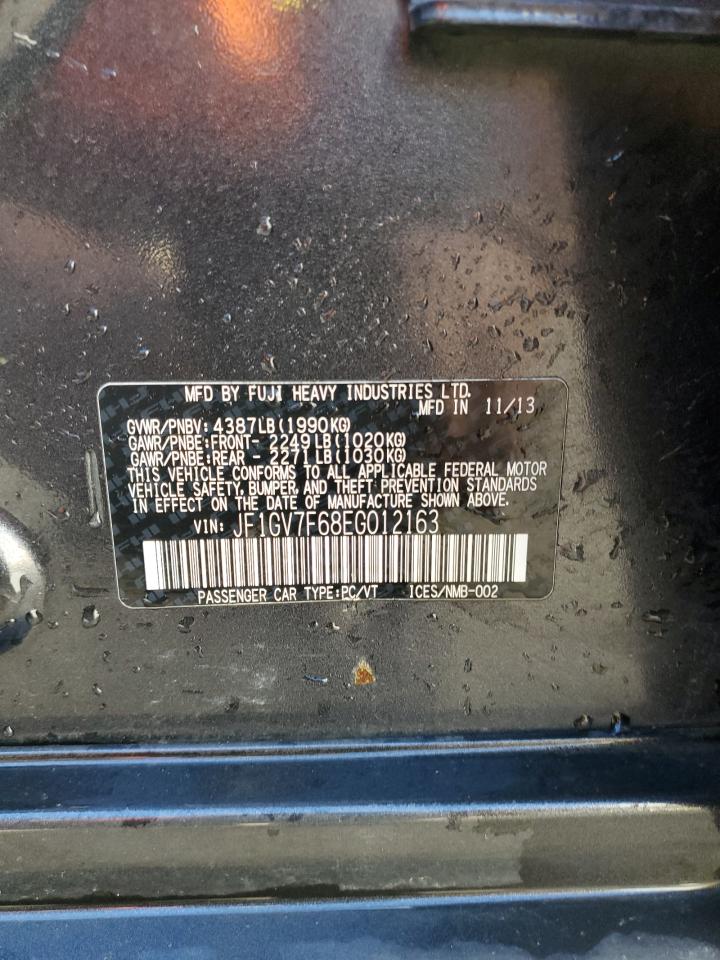 MFD BY FUJI HEAVY INDUSTRIES LTD.
MFD IN 11/13
GVWR/PNBV: 4387LB(1990KG)
GAWR/PNBE:FRONT- 2249LB(1020KG)
GAWR/PNBE:REAR - 2271LB(1030KG)
THIS VEHICLE CONFORMS TO ALL APPLICABLE FEDERAL MOTOR
VEHICLE SAFETY, BUMPER, AND THEFT PREVENTION STANDARDS
IN EFFECT ON THE DATE OF MANUFACTURE SHOWN ABOVE.
VIN: JF1GV7F68EG012163
PASSENGER CAR TYPE:PC/VT ICES/NMB-002